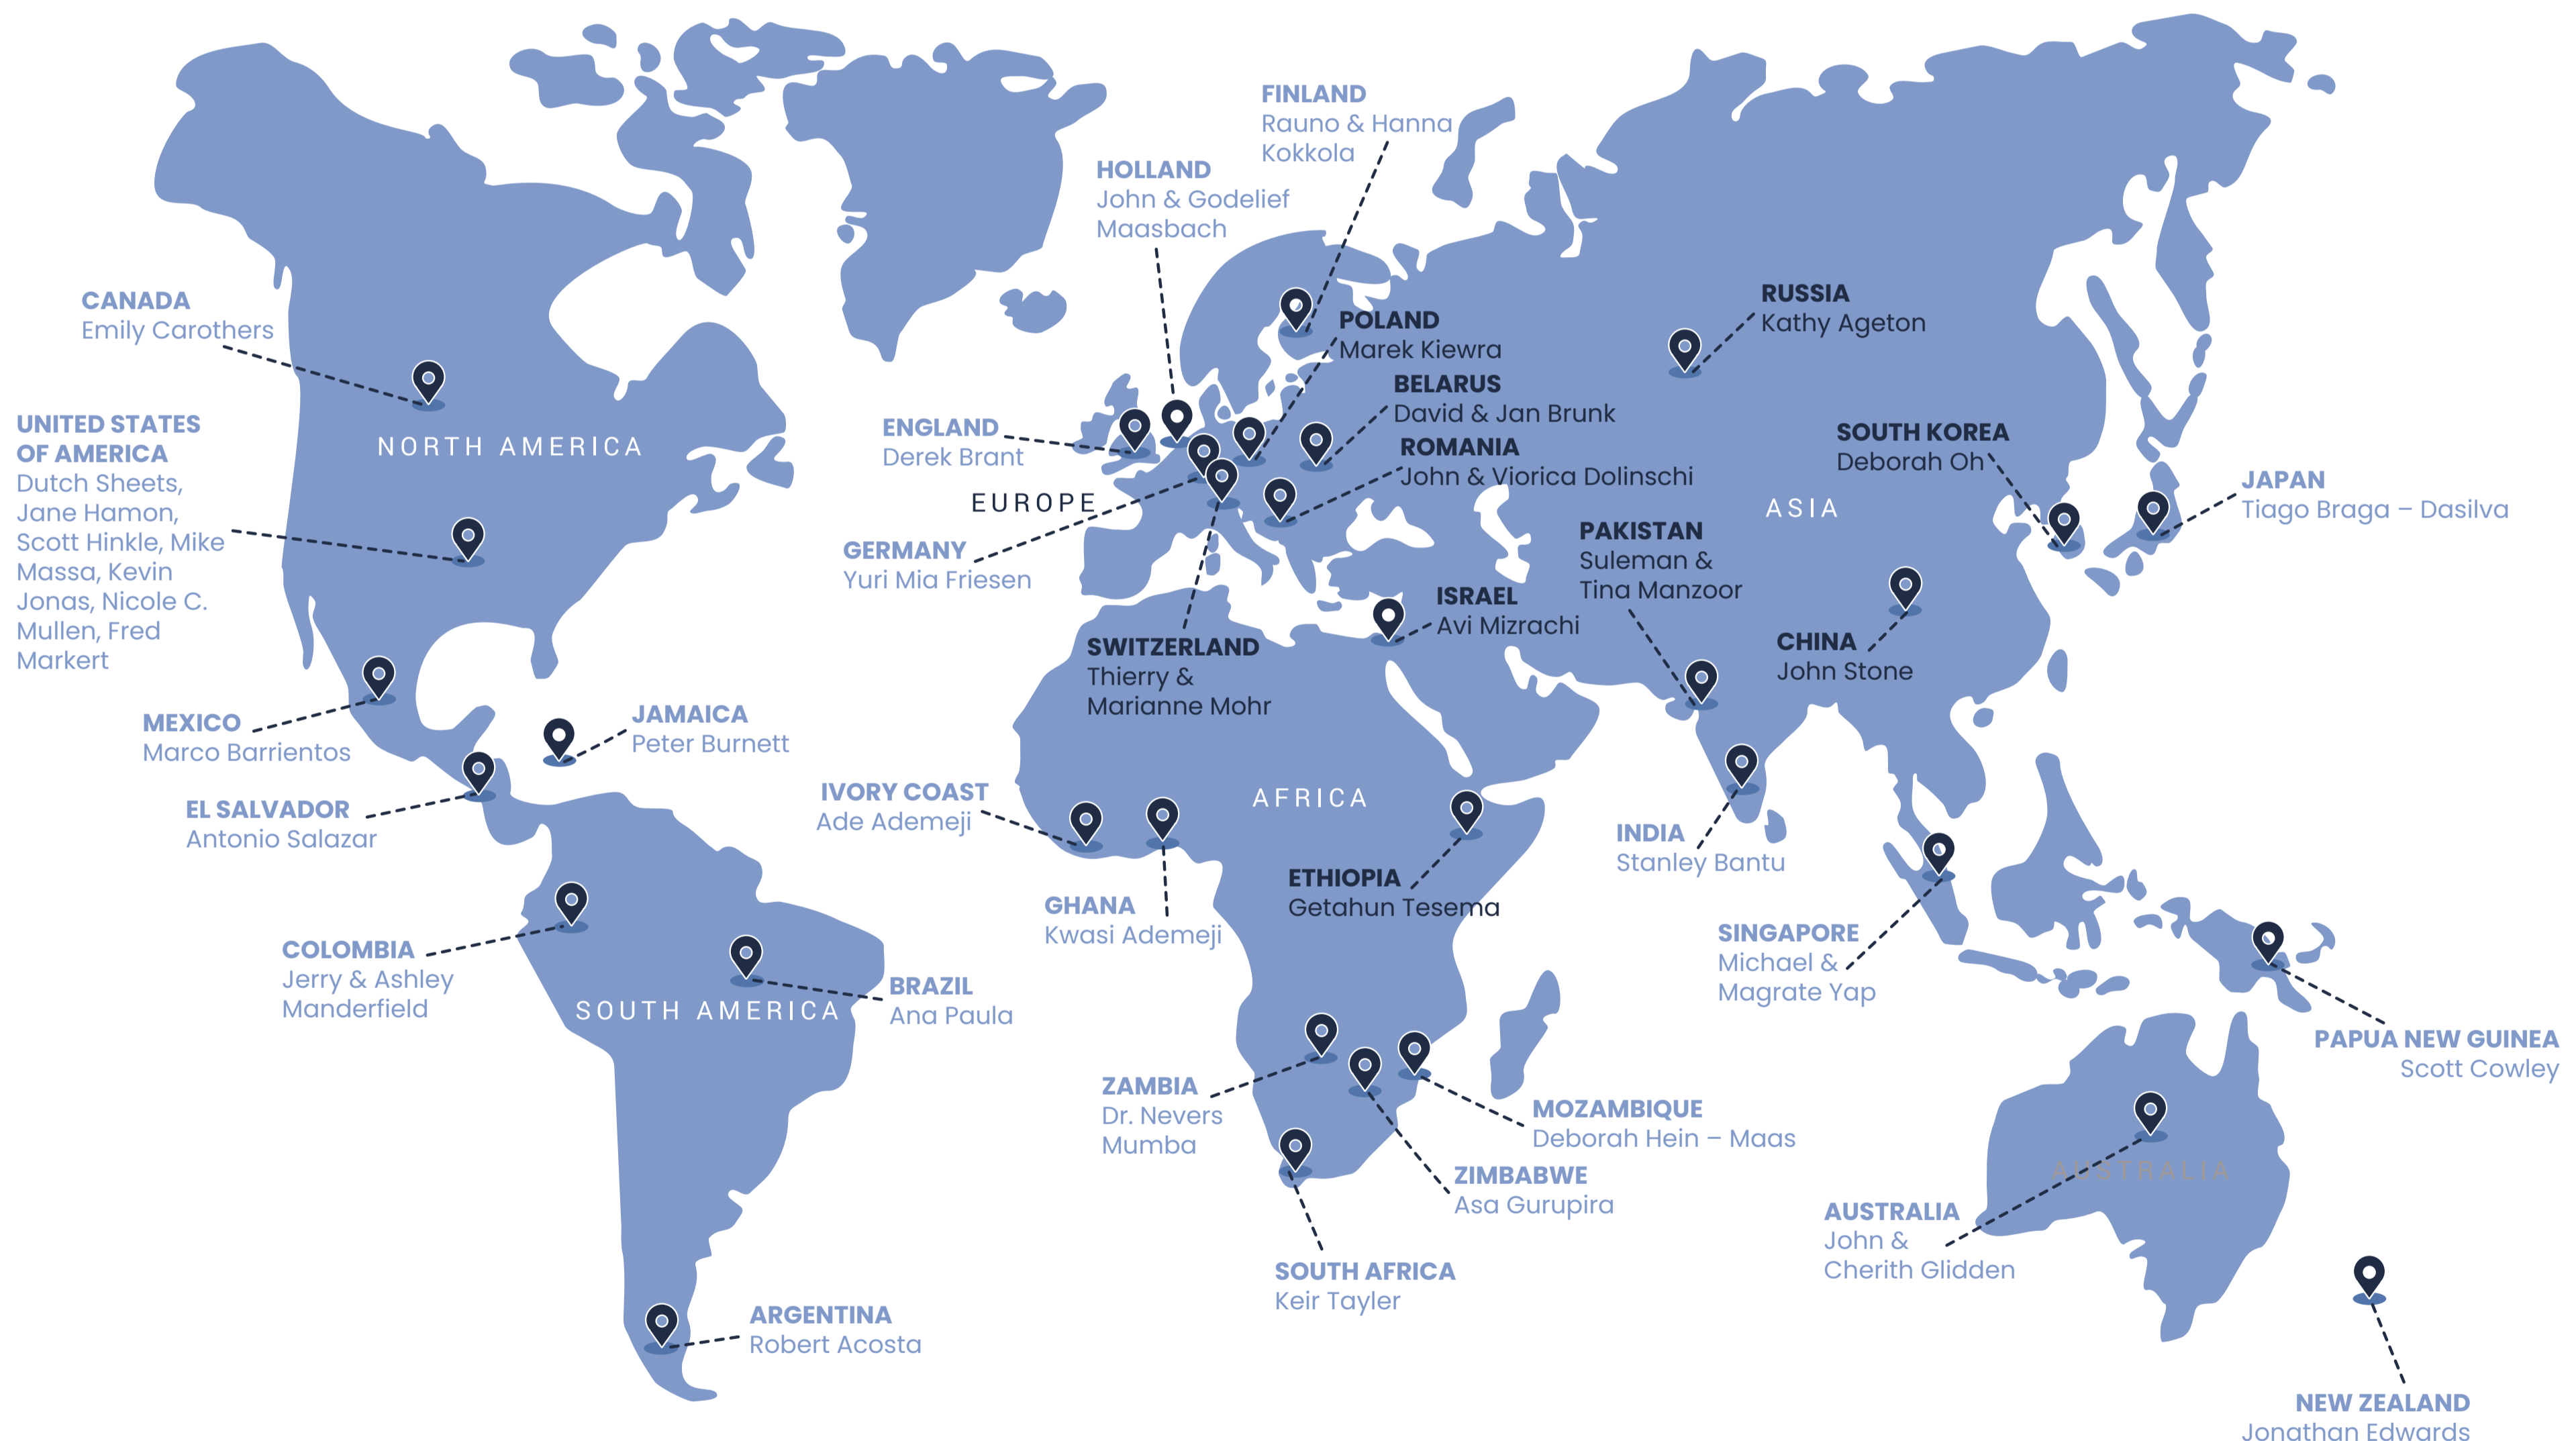 FINLAND
Rauno & Hanna
Kokkola
HOLLAND
John & Godelief
Maasbach
CANADA
Emily Carothers
RUSSIA
Kathy Ageton
POLAND
Marek Kiewra
BELARUS
David & Jan Brunk
UNITED STATES
OF AMERICA
Dutch Sheets,
Jane Hamon,
Scott Hinkle, Mike
Massa, Kevin
Jonas, Nicole C.
Mullen, Fred
Markert
NORTH AMERICA
ENGLAND
Derek Brant
ROMANIA
John & Viorica Dolinschi
SOUTH KOREA
Deborah Oh
JAPAN
Tiago Braga – Dasilva
EUROPE
ASIA
GERMANY
Yuri Mia Friesen
PAKISTAN
Suleman &
Tina Manzoor
ISRAEL
Avi Mizrachi
SWITZERLAND
Thierry &
Marianne Mohr
CHINA
John Stone
MEXICO
Marco Barrientos
JAMAICA
Peter Burnett
EL SALVADOR
Antonio Salazar
IVORY COAST
Ade Ademeji
AFRICA
INDIA
Stanley Bantu
ETHIOPIA
Getahun Tesema
GHANA
Kwasi Ademeji
SINGAPORE
Michael &
Magrate Yap
COLOMBIA
Jerry & Ashley
Manderfield
BRAZIL
Ana Paula
SOUTH AMERICA
PAPUA NEW GUINEA
Scott Cowley
ZAMBIA
Dr. Nevers
Mumba
MOZAMBIQUE
Deborah Hein – Maas
ZIMBABWE
Asa Gurupira
AUSTRALIA
AUSTRALIA
John &
Cherith Glidden
SOUTH AFRICA
Keir Tayler
ARGENTINA
Robert Acosta
NEW ZEALAND
Jonathan Edwards